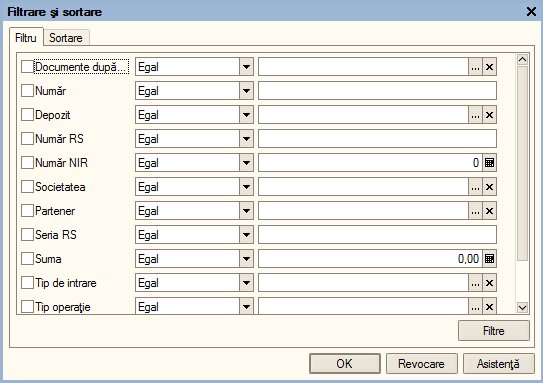 Filtrare şi sortare
Filtru Sortare
Documente după... Egal ...
Număr Egal
Depozit Egal ...
Număr RS Egal
Număr NIR Egal 0
Societatea Egal ...
Partener Egal ...
Seria RS Egal
Suma Egal 0,00
Tip de intrare Egal ...
Tip operaţie Egal ...
Filtre
OK Revocare Asistenţă